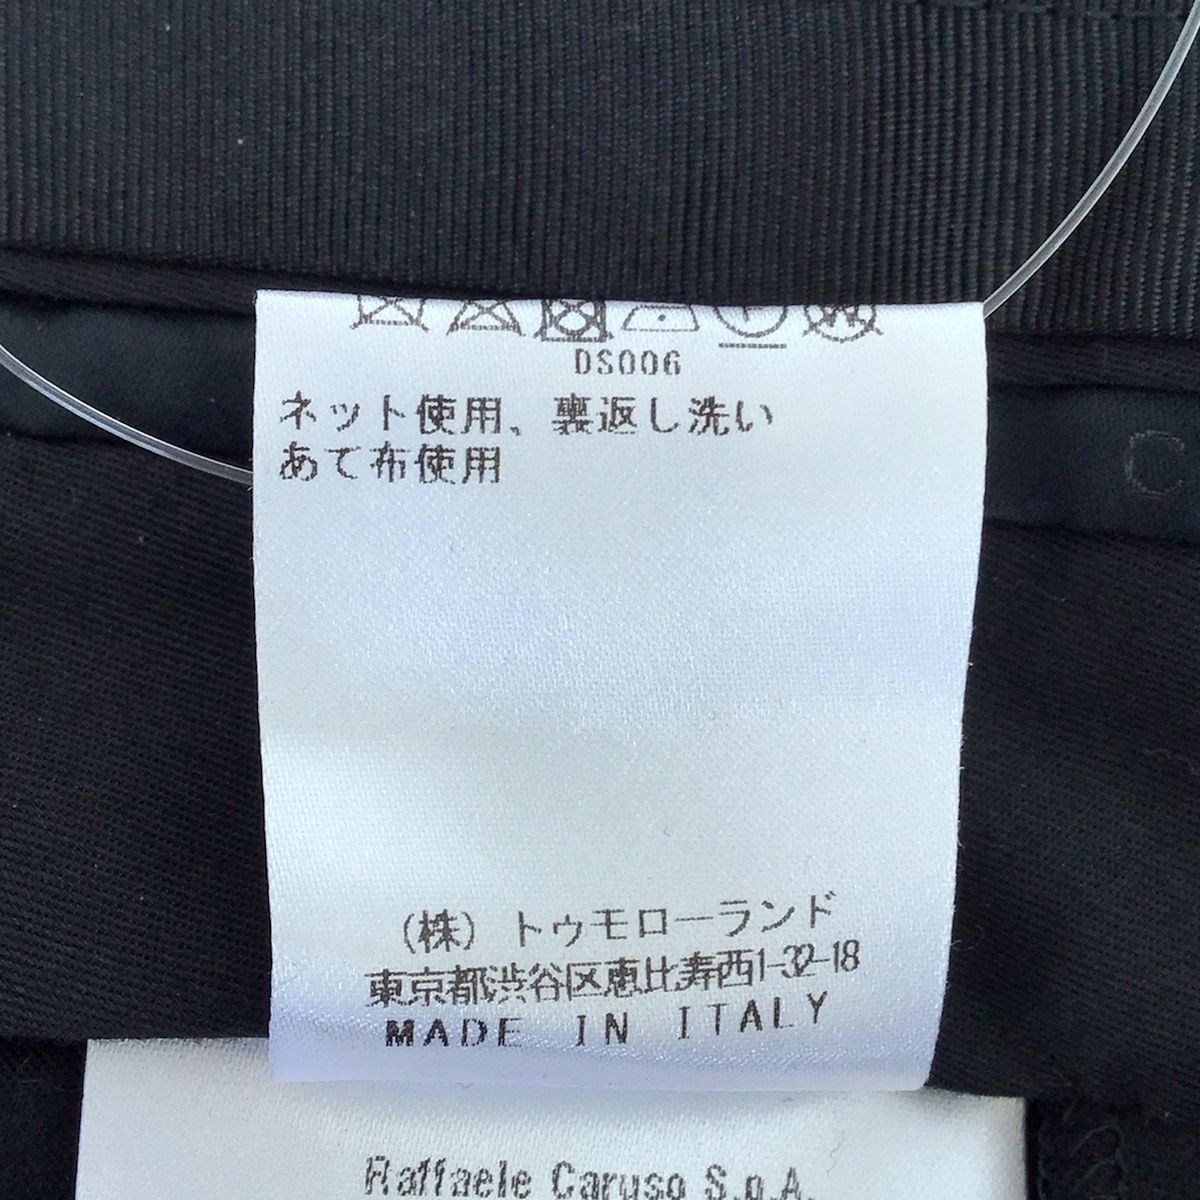 DS006
ネット使用、裏返し洗い
あて布使用
C
(株)トゥモローランド
東京都渋谷区恵比寿西1-32-18
MADE IN ITALY
Raffaele Caruso S.p.A.